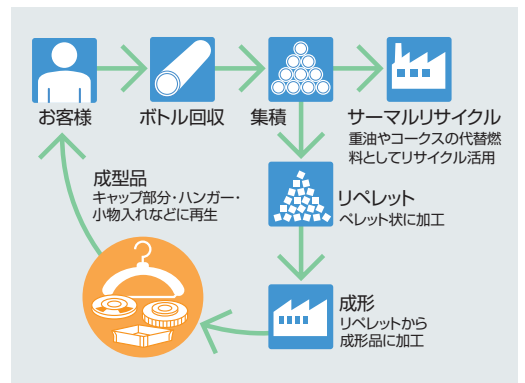 お客様
ボトル回収
集積
サーマルリサイクル
重油やコークスの代替燃
料としてリサイクル活用
成型品
キャップ部分・ハンガー・
小物入れなどに再生
リペレット
ペレット状に加工
成形
リペレットから
成形品に加工